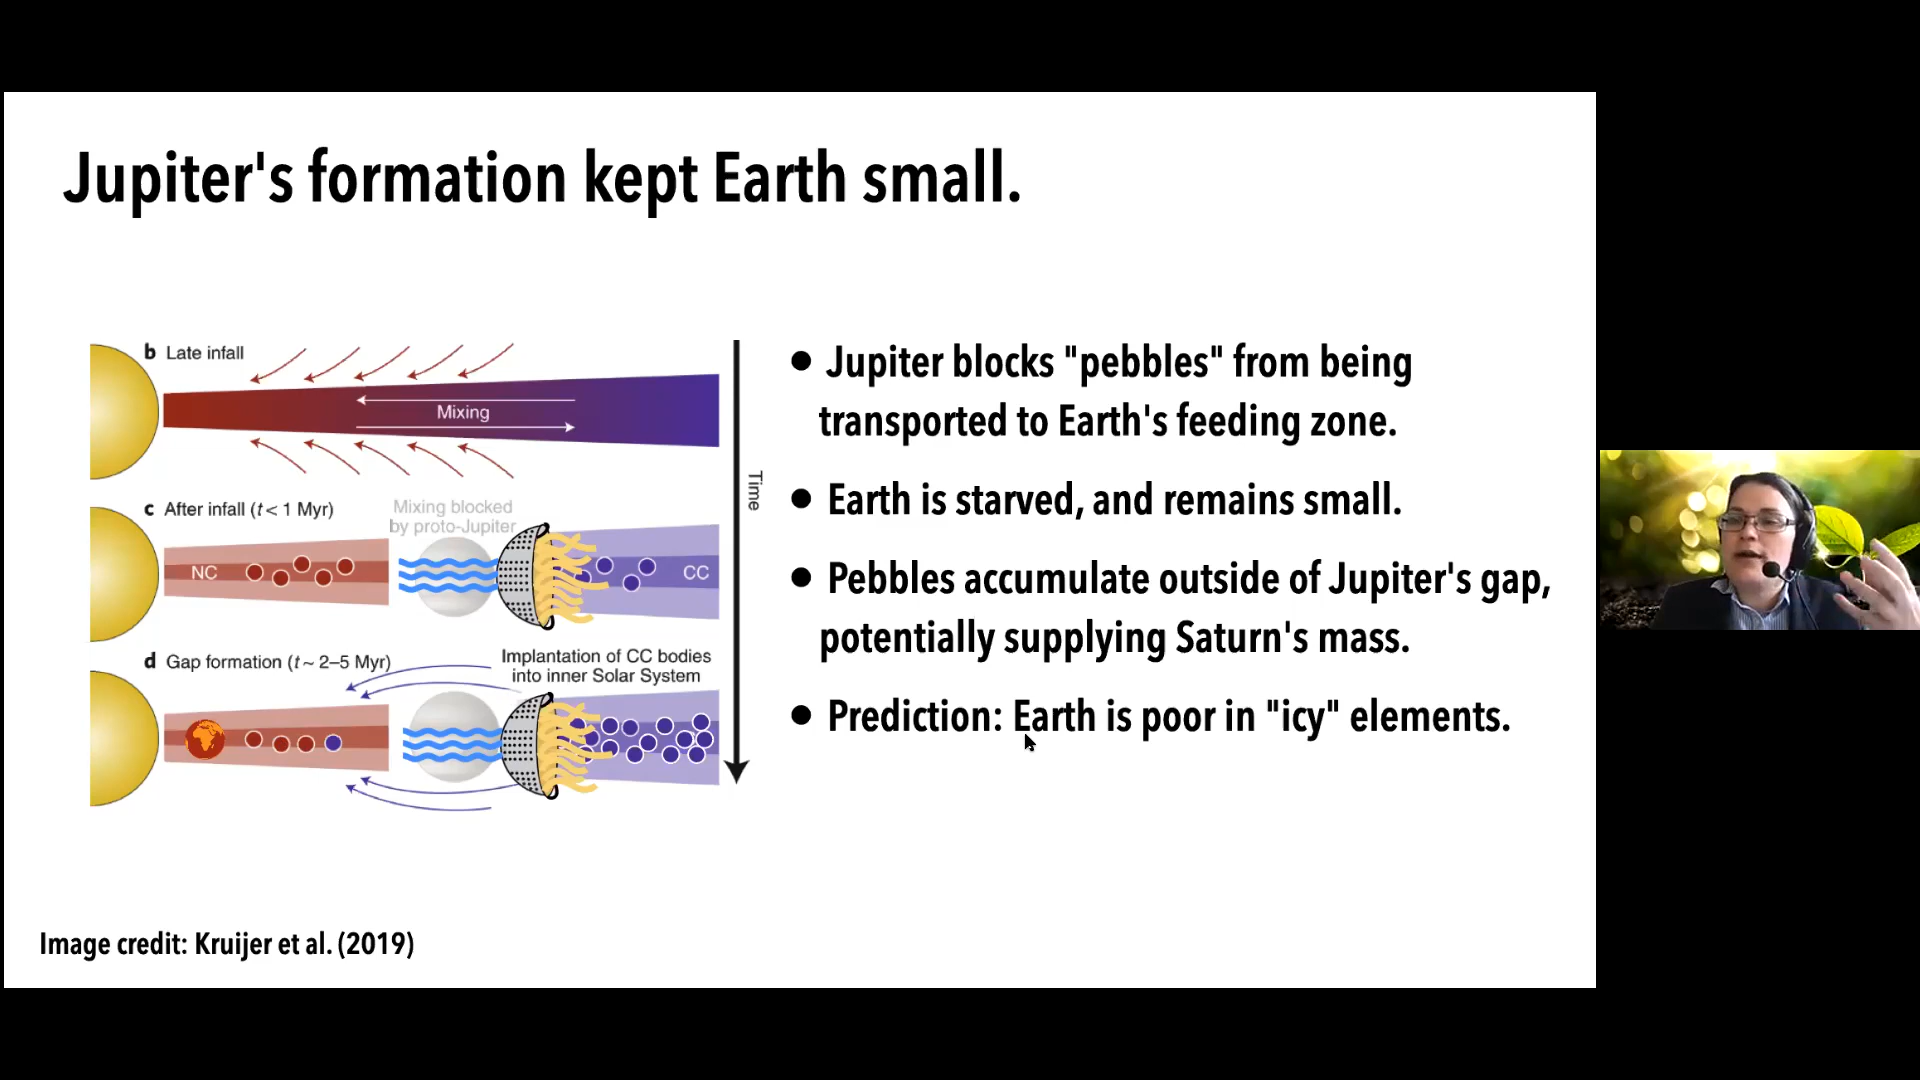 Jupiter's formation kept Earth small.
b Late infall
Mixing
c After infall (t < 1 Myr)
Mixing blocked
by proto-Jupiter
NC
CC
d Gap formation (t ~ 2–5 Myr)
Implantation of CC bodies
into inner Solar System
Time
● Jupiter blocks "pebbles" from being
transported to Earth's feeding zone.
● Earth is starved, and remains small.
● Pebbles accumulate outside of Jupiter's gap,
potentially supplying Saturn's mass.
● Prediction: Earth is poor in "icy" elements.
Image credit: Kruijer et al. (2019)